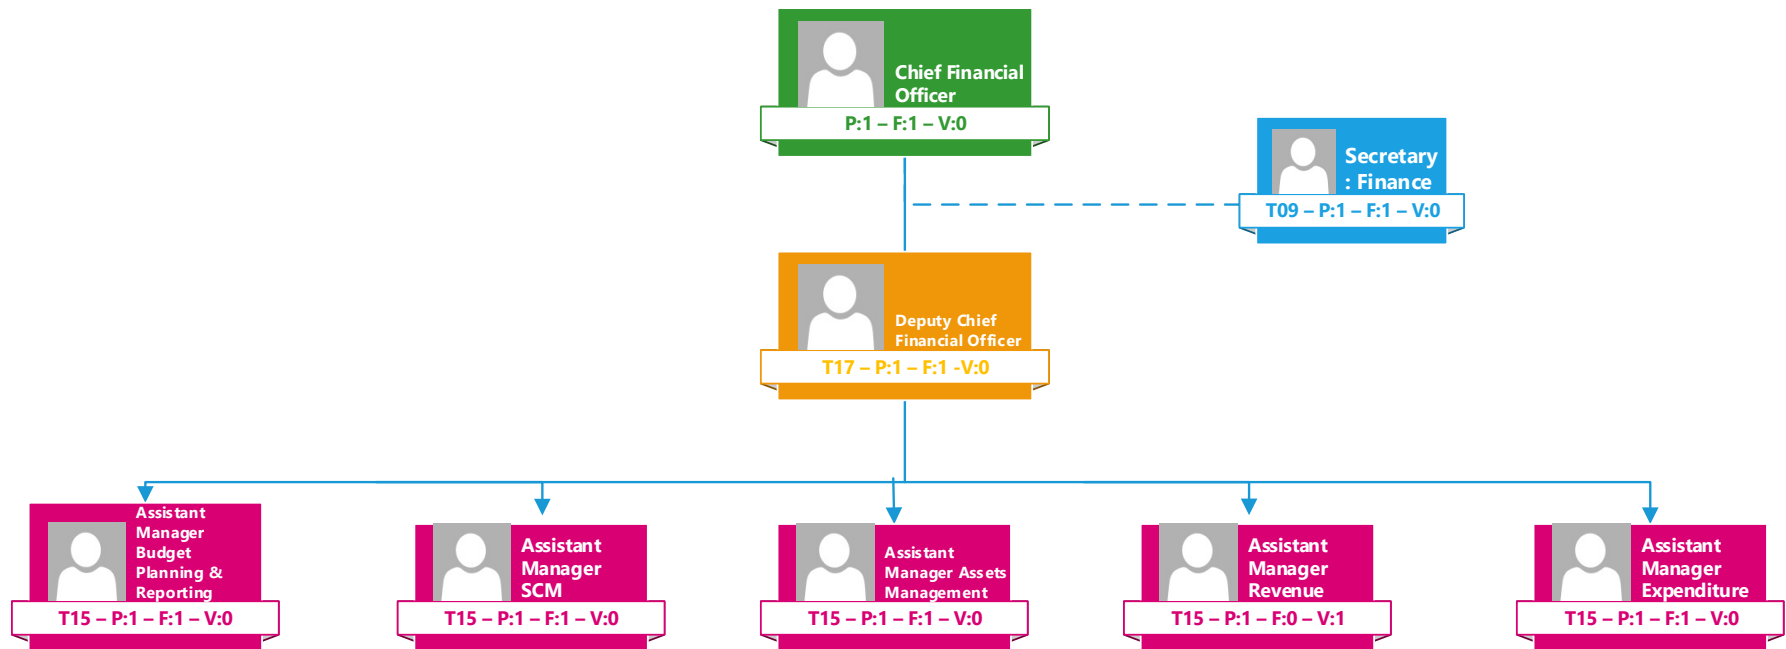 Chief Financial
Officer
P:1 – F:1 – V:0
Secretary
: Finance
T09 – P:1 – F:1 – V:0
Deputy Chief
Financial Officer
T17 – P:1 – F:1 -V:0
Assistant
Manager
Budget
Planning &
Reporting
T15 – P:1 – F:1 – V:0
Assistant
Manager
SCM
T15 – P:1 – F:1 – V:0
Assistant
Manager Assets
Management
T15 – P:1 – F:1 – V:0
Assistant
Manager
Revenue
T15 – P:1 – F:0 – V:1
Assistant
Manager
Expenditure
T15 – P:1 – F:1 – V:0